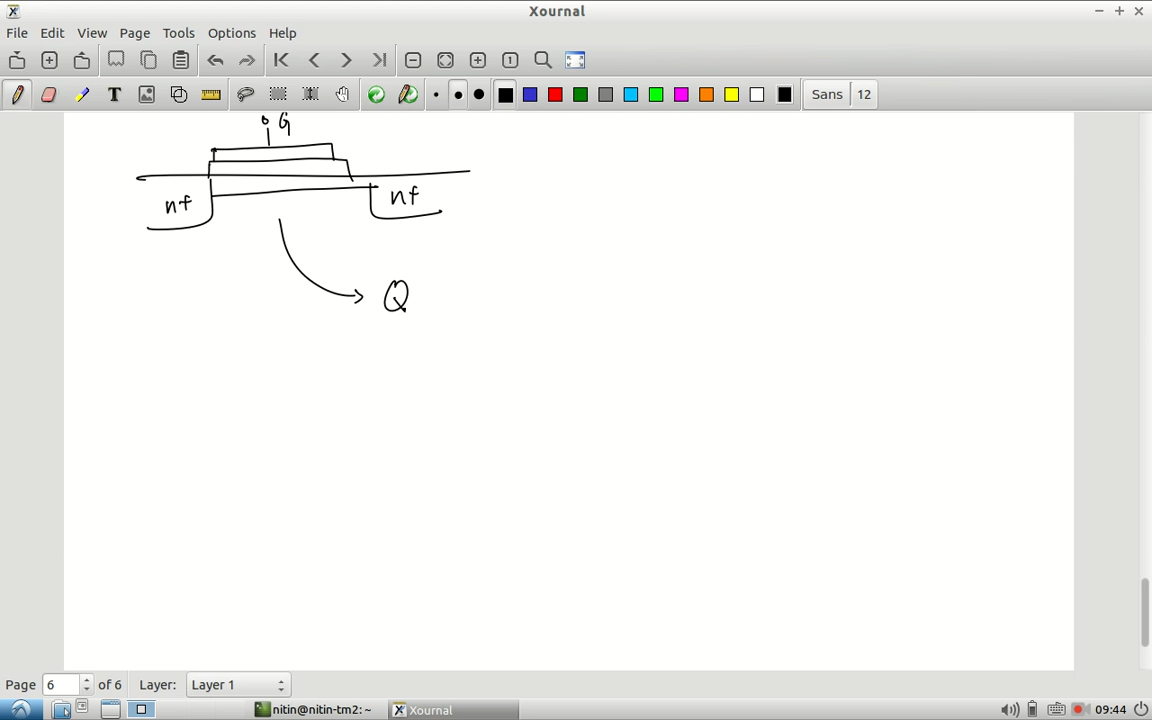 Xournal
File Edit View Page Tools Options Help
Sans 12
G
n+ n+
Q
Page 6 of 6 Layer: Layer 1
nitin@nitin-tm2: ~ Xournal 09:44